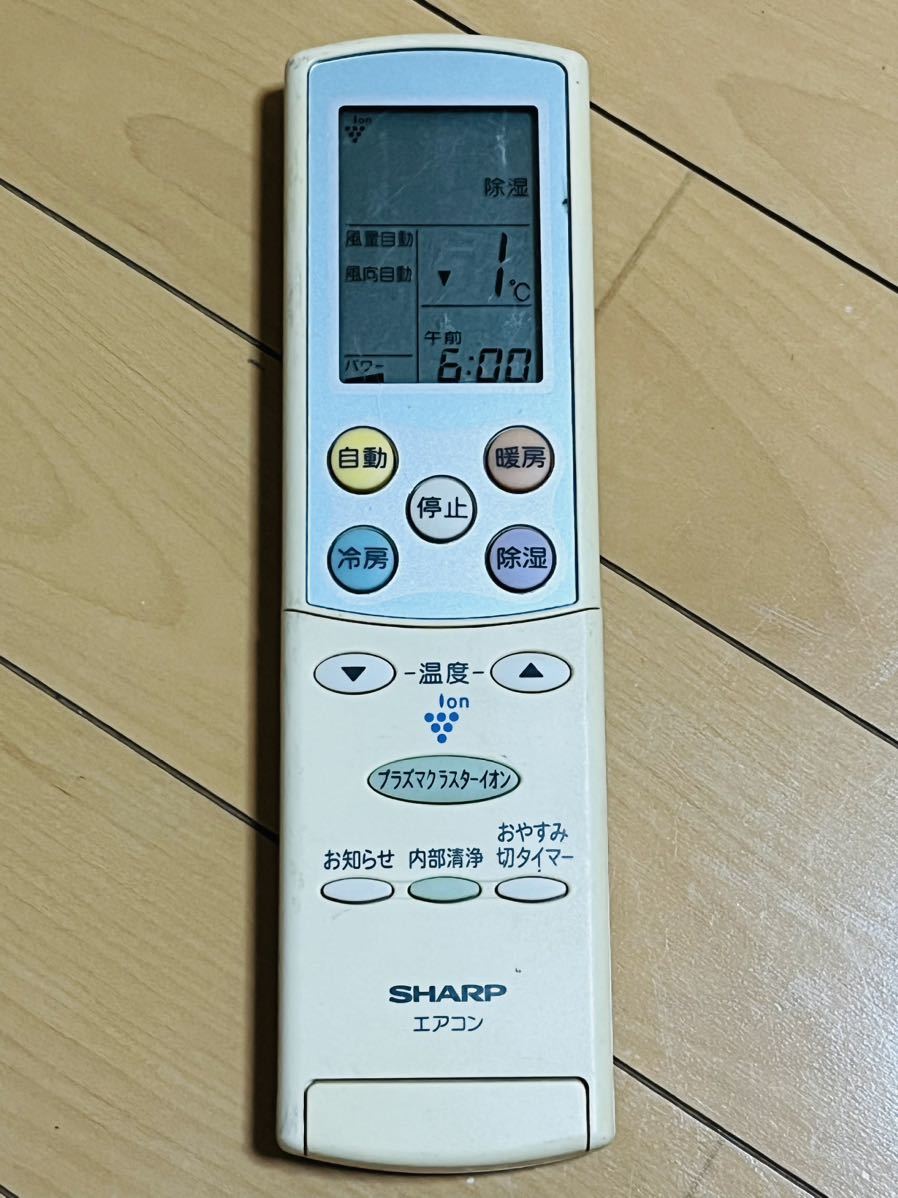 Ion
除湿
風量自動
▼ 1℃
風向自動
午前
パワー
6:00
自動
暖房
停止
冷房
除湿
▼ -温度- ▲
Ion
プラズマクラスターイオン
おやすみ
お知らせ 内部清浄 切タイマー
SHARP
エアコン